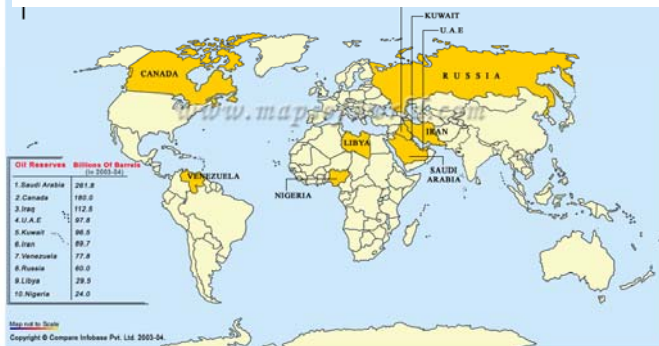 KUWAIT
U.A.E
CANADA
RUSSIA
IRAN
LIBYA
SAUDI
ARABIA
VENEZUELA
NIGERIA
Oil Reserves Billions Of Barrels
(In 2003-04)
1.Saudi Arabia 261.8
2.Canada 180.0
3.Iraq 112.5
4.U.A.E 97.8
5.Kuwait 96.5
6.Iran 89.7
7.Venezuela 77.8
8.Russia 60.0
9.Libya 29.5
10.Nigeria 24.0
Map not to Scale
Copyright © Compare Infobase Pvt. Ltd. 2003-04.